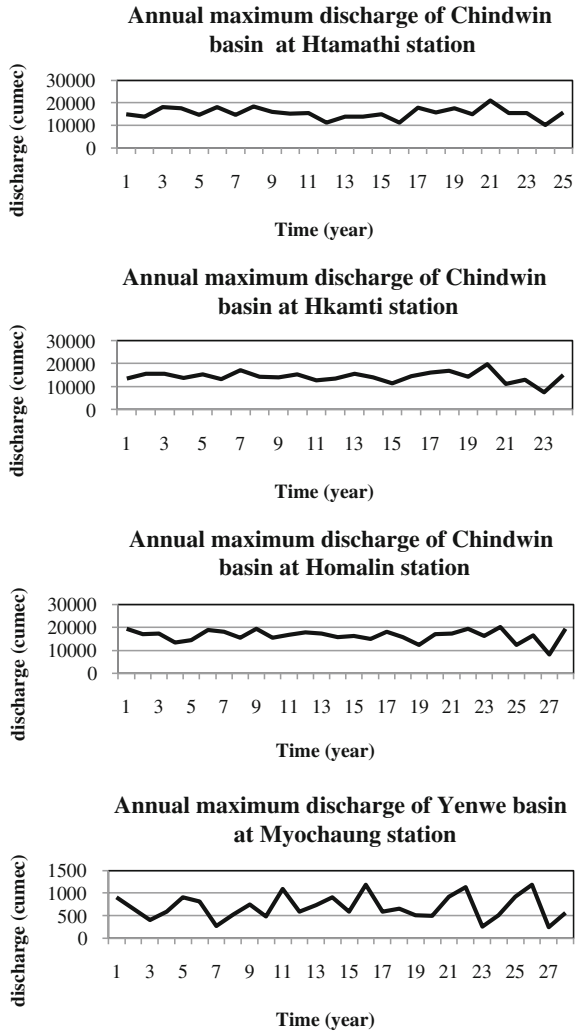 Annual maximum discharge of Chindwin
basin at Htamathi station
discharge (cumec)
30000
20000
10000
0
1 3 5 7 9 11 13 15 17 19 21 23 25
Time (year)
Annual maximum discharge of Chindwin
basin at Hkamti station
discharge (cumec)
30000
20000
10000
0
1 3 5 7 9 11 13 15 17 19 21 23
Time (year)
Annual maximum discharge of Chindwin
basin at Homalin station
discharge (cumec)
30000
20000
10000
0
1 3 5 7 9 11 13 15 17 19 21 23 25 27
Time (year)
Annual maximum discharge of Yenwe basin
at Myochaung station
discharge (cumec)
1500
1000
500
0
1 3 5 7 9 11 13 15 17 19 21 23 25 27
Time (year)